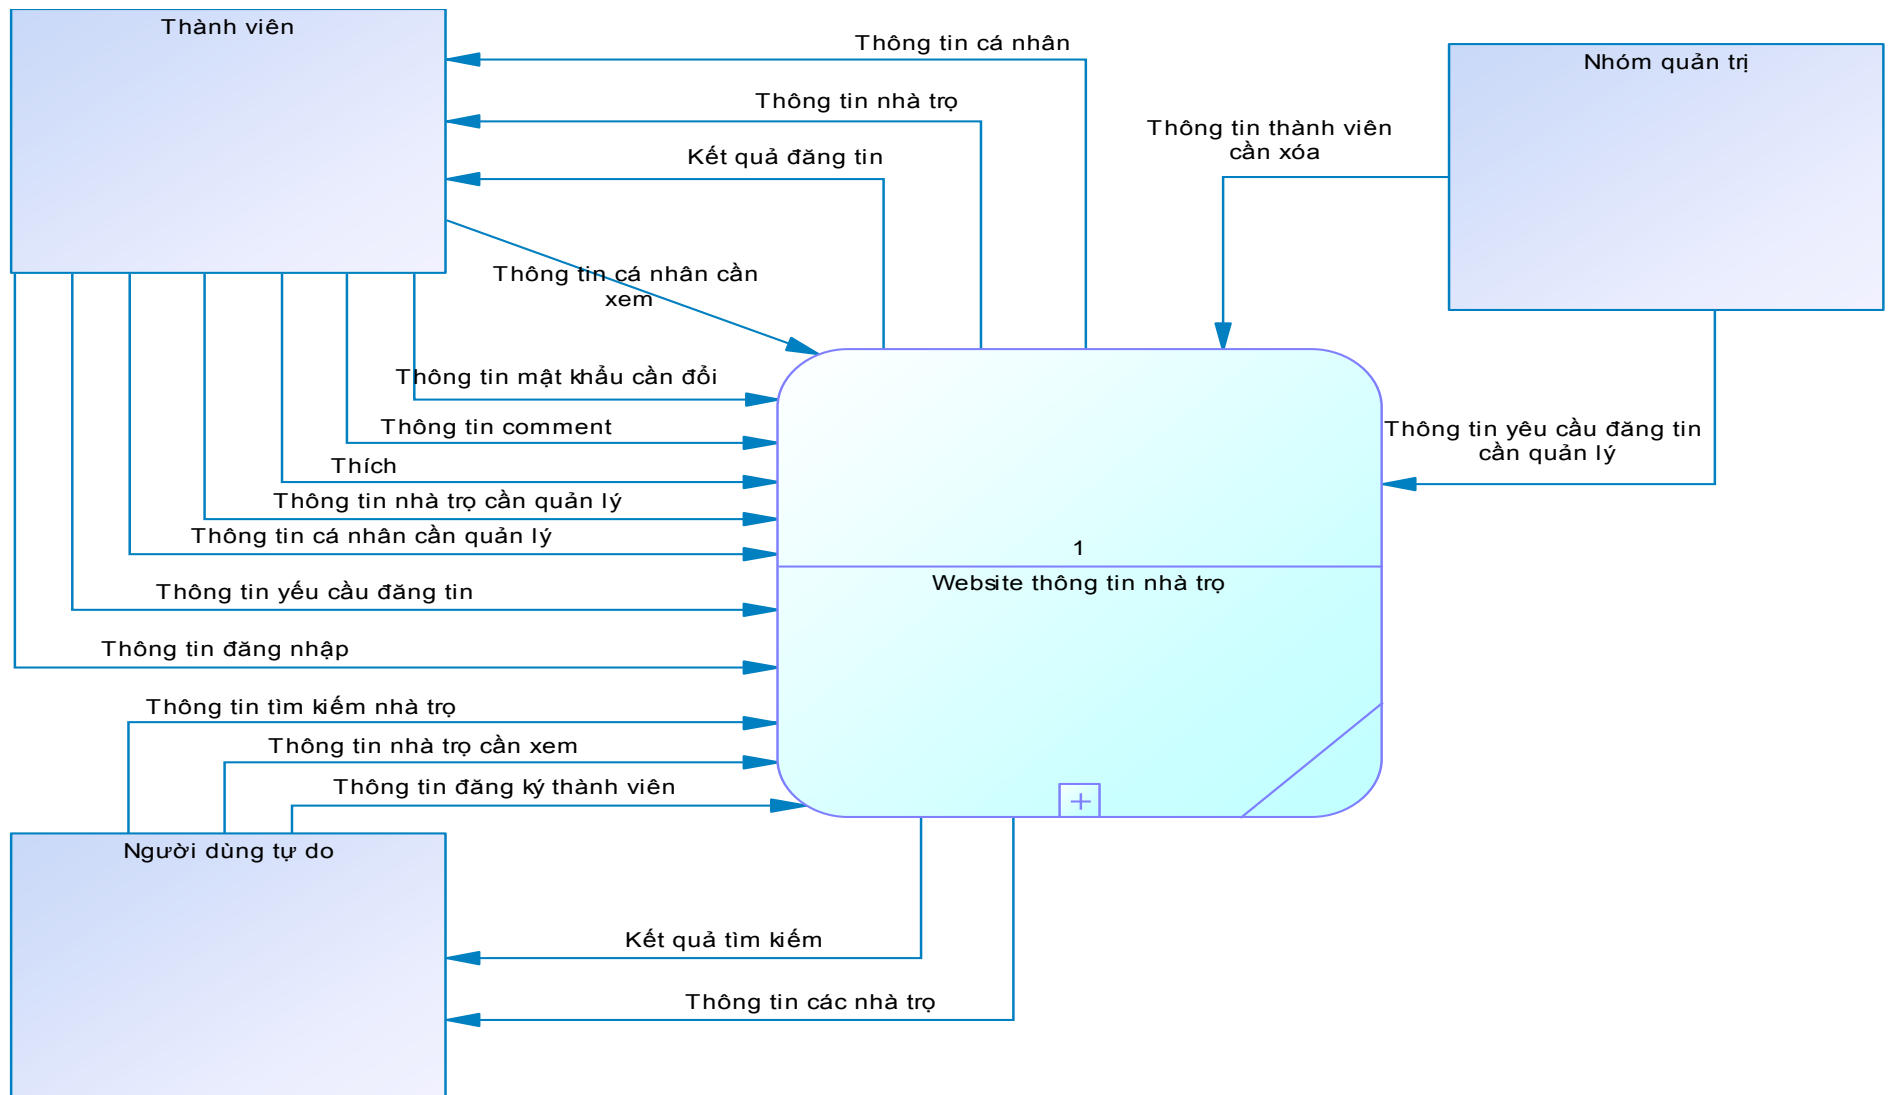 Thành viên
Thông tin cá nhân
Nhóm quản trị
Thông tin nhà trọ
Thông tin thành viên
cần xóa
Kết quả đăng tin
Thông tin cá nhân cần
xem
Thông tin mật khẩu cần đổi
Thông tin comment
Thông tin yêu cầu đăng tin
cần quản lý
Thích
Thông tin nhà trọ cần quản lý
Thông tin cá nhân cần quản lý
1
Website thông tin nhà trọ
Thông tin yếu cầu đăng tin
Thông tin đăng nhập
Thông tin tìm kiếm nhà trọ
Thông tin nhà trọ cần xem
Thông tin đăng ký thành viên
Người dùng tự do
Kết quả tìm kiếm
Thông tin các nhà trọ